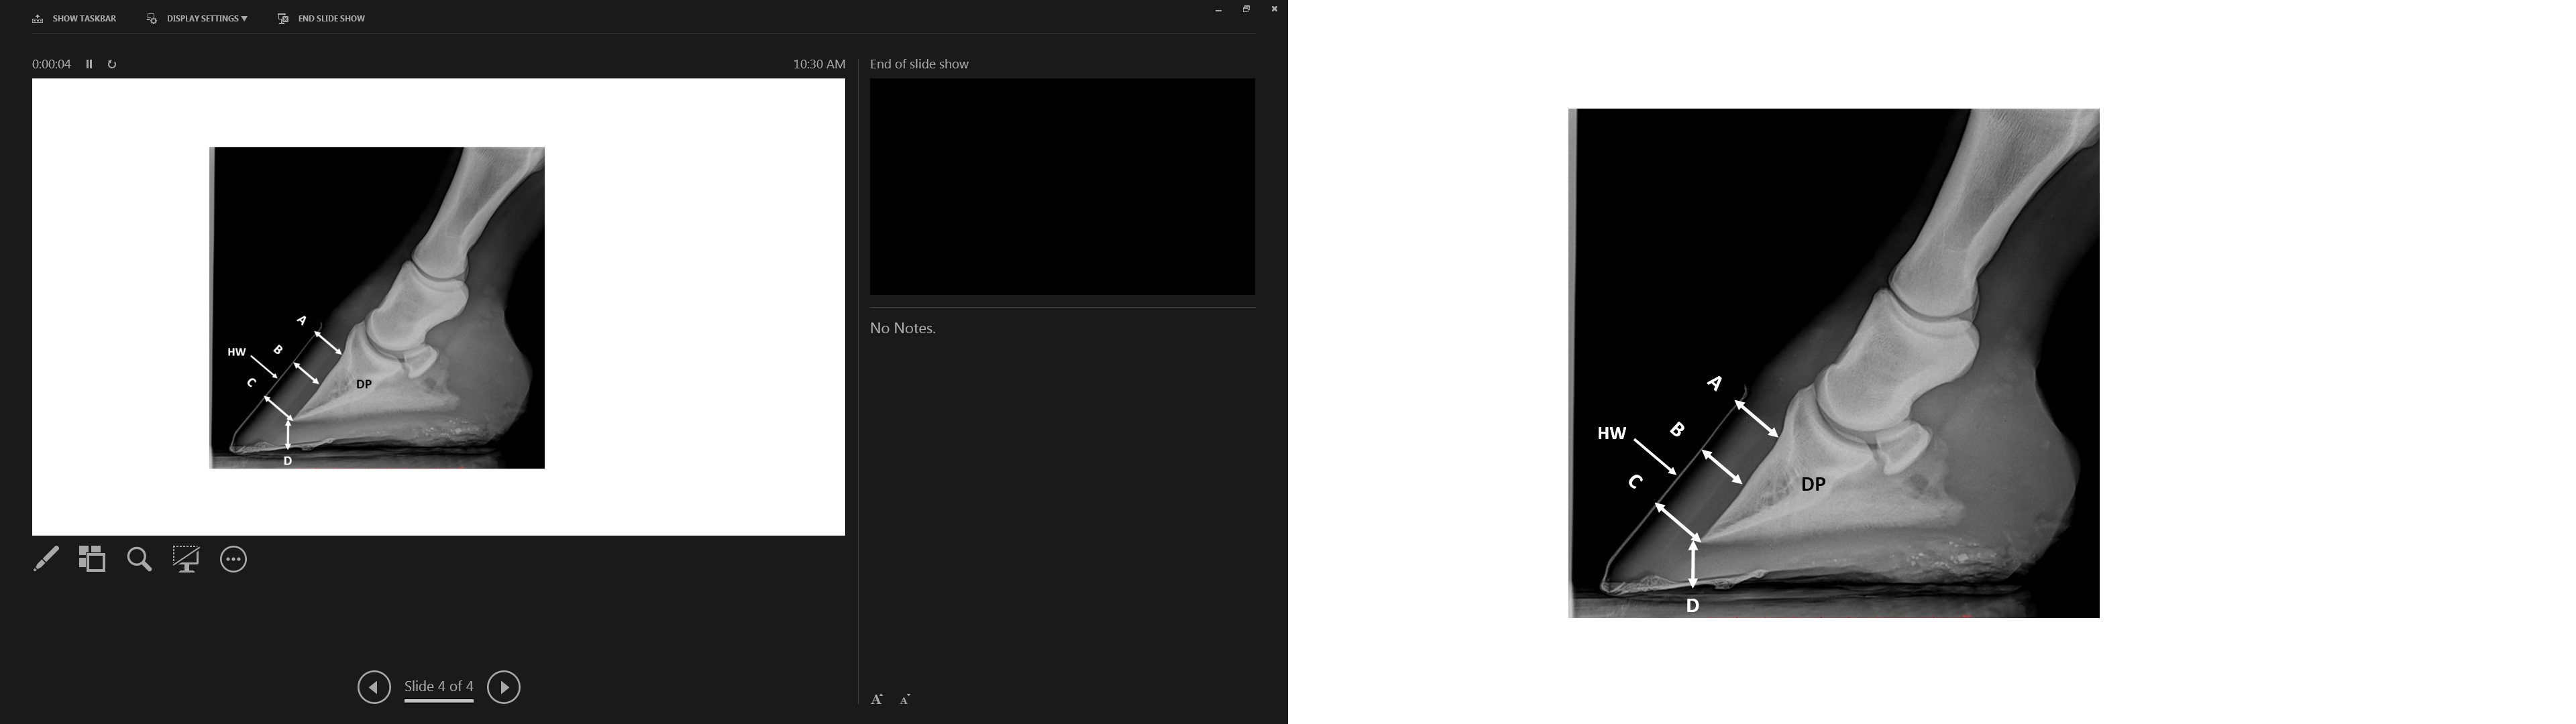 SHOW TASKBAR
DISPLAY SETTINGS ▼
END SLIDE SHOW
0:00:04
10:30 AM
End of slide show
A
B
HW
C
DP
D
No Notes.
Slide 4 of 4
A A
A
B
HW
C
DP
D